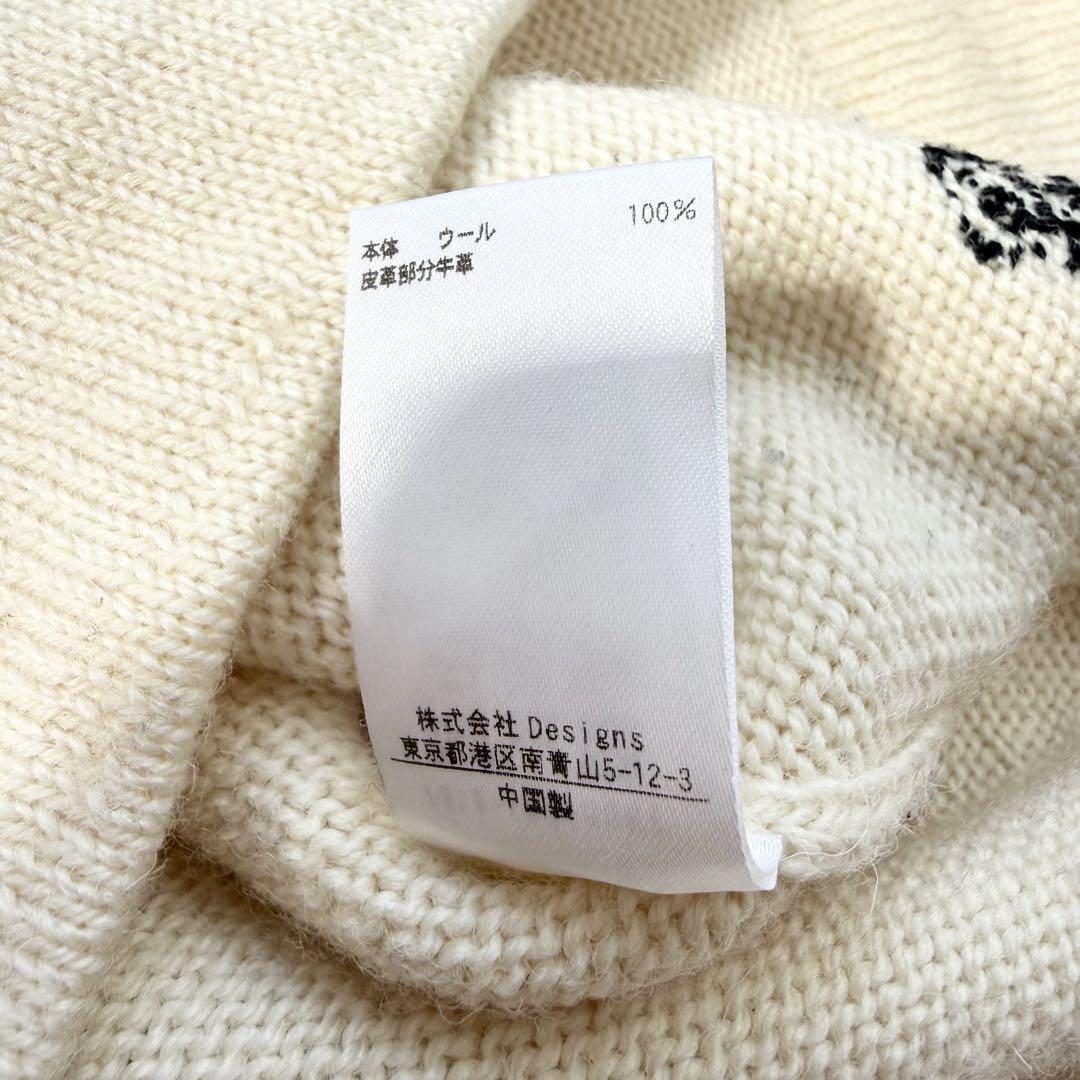 本体 ウール 100%
皮革部分牛革
株式会社 Designs
東京都港区南青山5-12-3
中国製